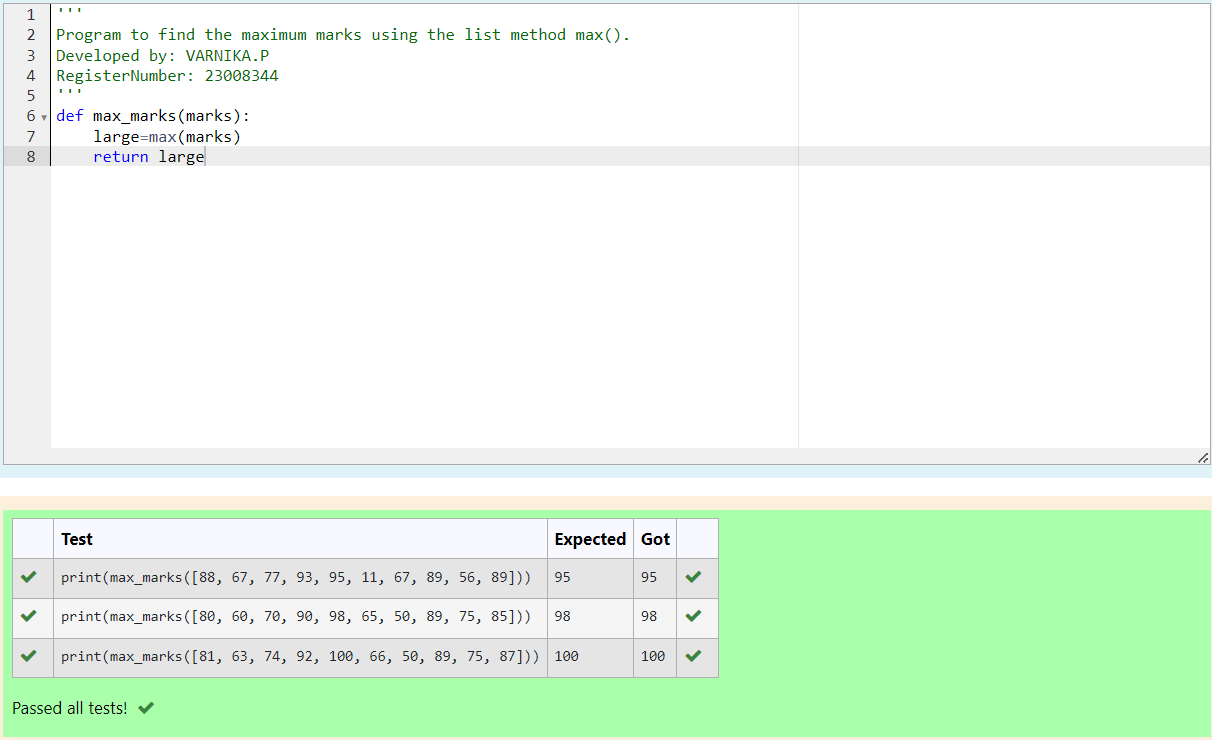 1 '''
2 Program to find the maximum marks using the list method max().
3 Developed by: VARNIKA.P
4 RegisterNumber: 23008344
5 '''
6 def max_marks(marks):
7     large=max(marks)
8     return large
Test Expected Got
print(max_marks([88, 67, 77, 93, 95, 11, 67, 89, 56, 89])) 95 95
print(max_marks([80, 60, 70, 90, 98, 65, 50, 89, 75, 85])) 98 98
print(max_marks([81, 63, 74, 92, 100, 66, 50, 89, 75, 87])) 100 100
Passed all tests!